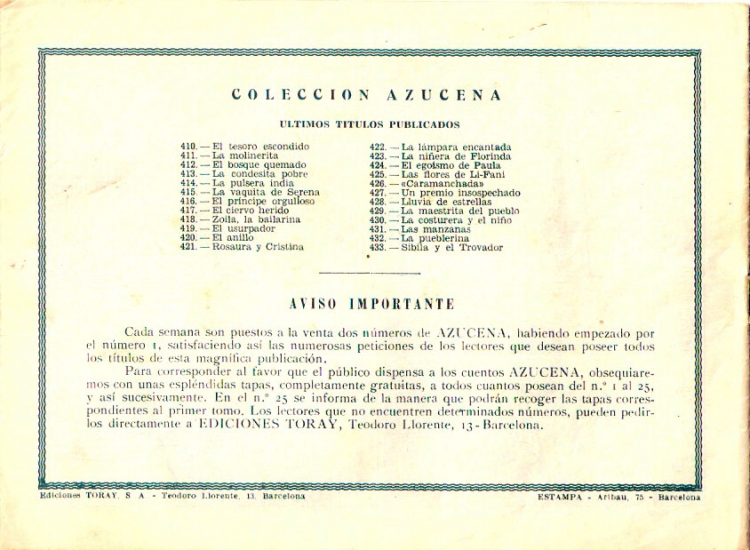 COLECCION AZUCENA
ULTIMOS TITULOS PUBLICADOS
410. — El tesoro escondido
411. — La molinerita
412. — El bosque quemado
413. — La condesita pobre
414. — La pulsera india
415. — La vaquita de Serena
416. — El príncipe orgulloso
417. — El ciervo herido
418. — Zoila, la bailarina
419. — El usurpador
420. — El anillo
421. — Rosaura y Cristina
422. — La lámpara encantada
423. — La niñera de Florinda
424. — El egoísmo de Paula
425. — Las flores de Li-Fani
426. — «Caramanchada»
427. — Un premio insospechado
428. — Lluvia de estrellas
429. — La maestrita del pueblo
430. — La costurera y el niño
431. — Las manzanas
432. — La pueblerina
433. — Sibila y el Trovador
AVISO IMPORTANTE
Cada semana son puestos a la venta dos números de AZUCENA, habiendo empezado por
el número 1, satisfaciendo así las numerosas peticiones de los lectores que desean poseer todos
los títulos de esta magnífica publicación.
Para corresponder al favor que el público dispensa a los cuentos AZUCENA, obsequiare-
mos con unas espléndidas tapas, completamente gratuitas, a todos cuantos posean del n.º 1 al 25,
y así sucesivamente. En el n.º 25 se informa de la manera que podrán recoger las tapas corres-
pondientes al primer tomo. Los lectores que no encuentren determinados números, pueden pedir-
los directamente a EDICIONES TORAY, Teodoro Llorente, 13 - Barcelona.
Ediciones TORAY, S A - Teodoro Llorente, 13, Barcelona
ESTAMPA - Aribau, 75 - Barcelona